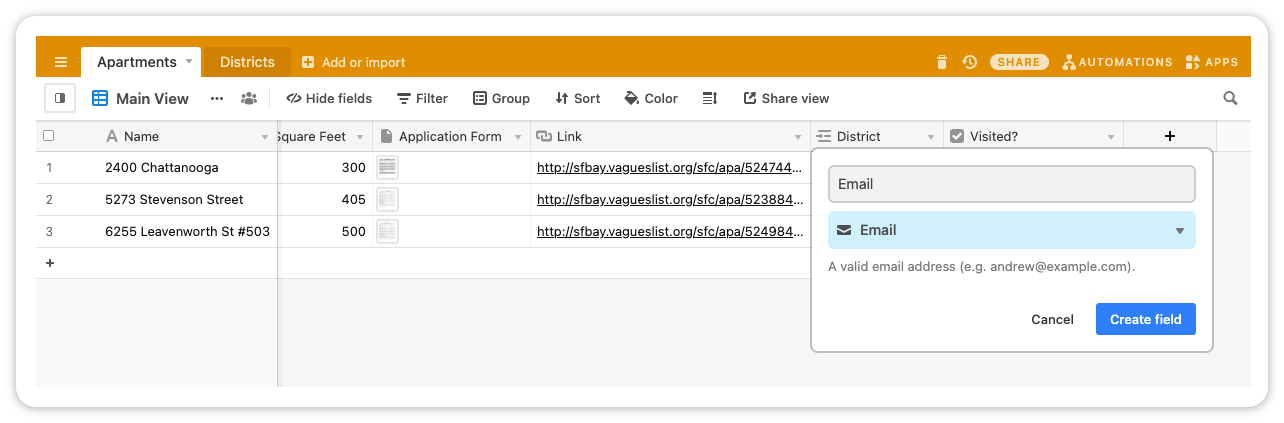 Apartments Districts Add or import SHARE AUTOMATIONS APPS
Main View ... Hide fields Filter Group Sort Color Share view
Name Square Feet Application Form Link District Visited? +
1 2400 Chattanooga 300 http://sfbay.vagueslist.org/sfc/apa/524744...
2 5273 Stevenson Street 405 http://sfbay.vagueslist.org/sfc/apa/523884...
3 6255 Leavenworth St #503 500 http://sfbay.vagueslist.org/sfc/apa/524984...
+
Email
Email
A valid email address (e.g. andrew@example.com).
Cancel Create field